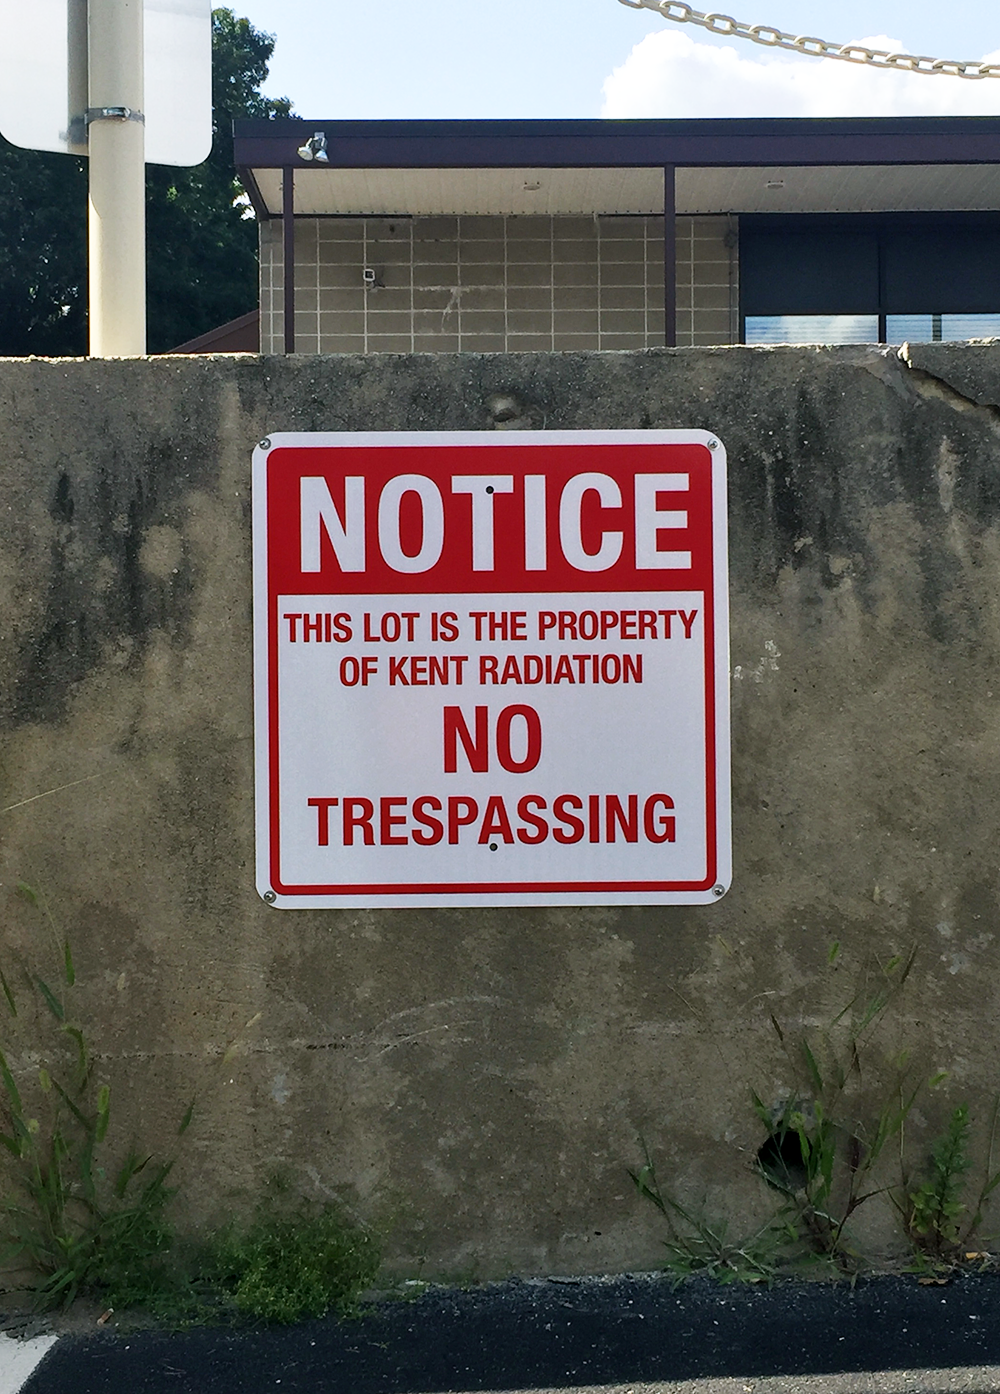 NOTICE
THIS LOT IS THE PROPERTY
OF KENT RADIATION
NO
TRESPASSING